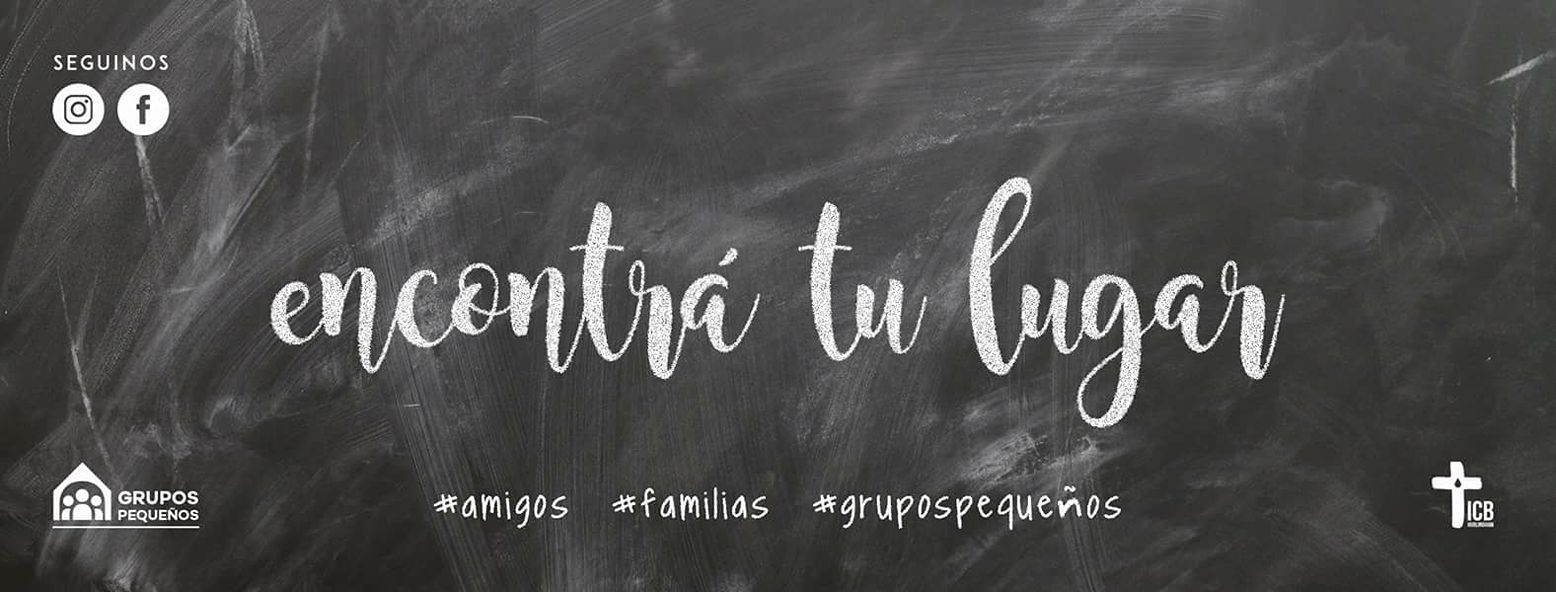 SEGUINOS
encontrá tu lugar
GRUPOS
PEQUEÑOS
#amigos #familias #grupospequeños
ICB